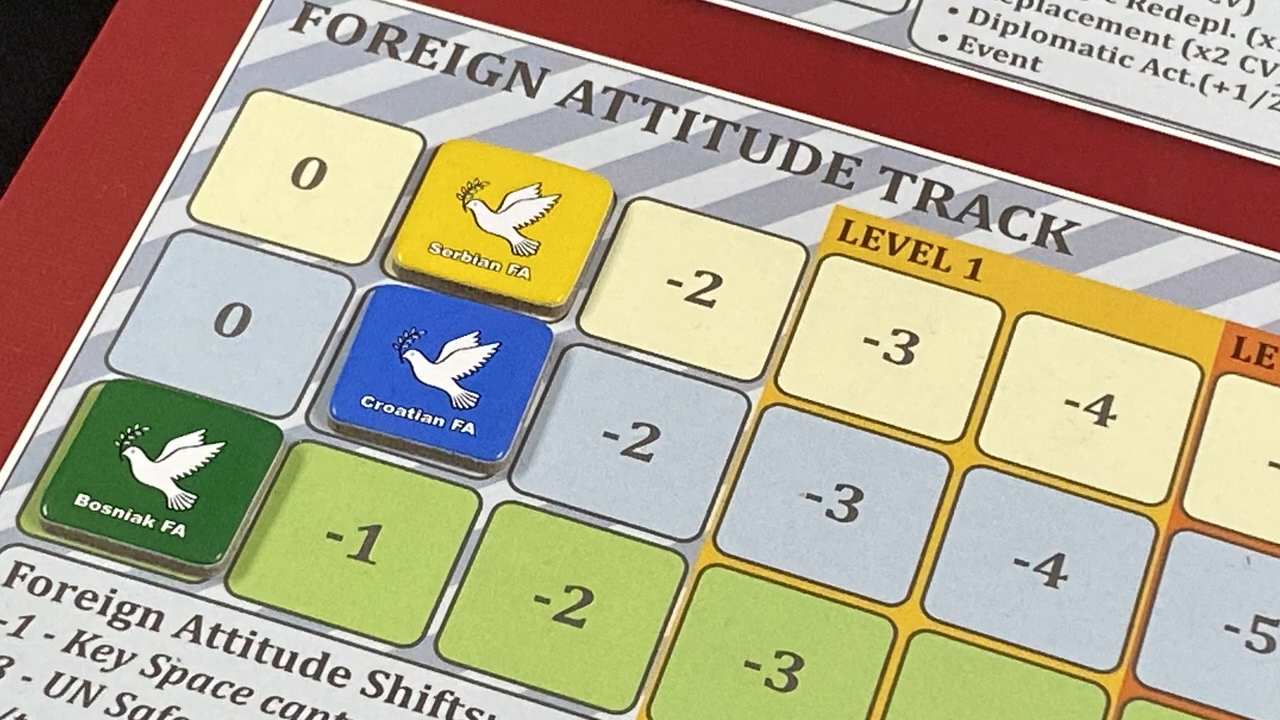 Redepl. (x
placement (x2 CV
• Diplomatic Act.(+1/2
• Event
FOREIGN ATTITUDE TRACK
LEVEL 1
0
Serbian FA
-2
-3
-4
0
Croatian FA
-2
-3
-4
-5
Bosniak FA
-1
-2
-3
Foreign Attitude Shifts:
-1 - Key Space
- UN Safe